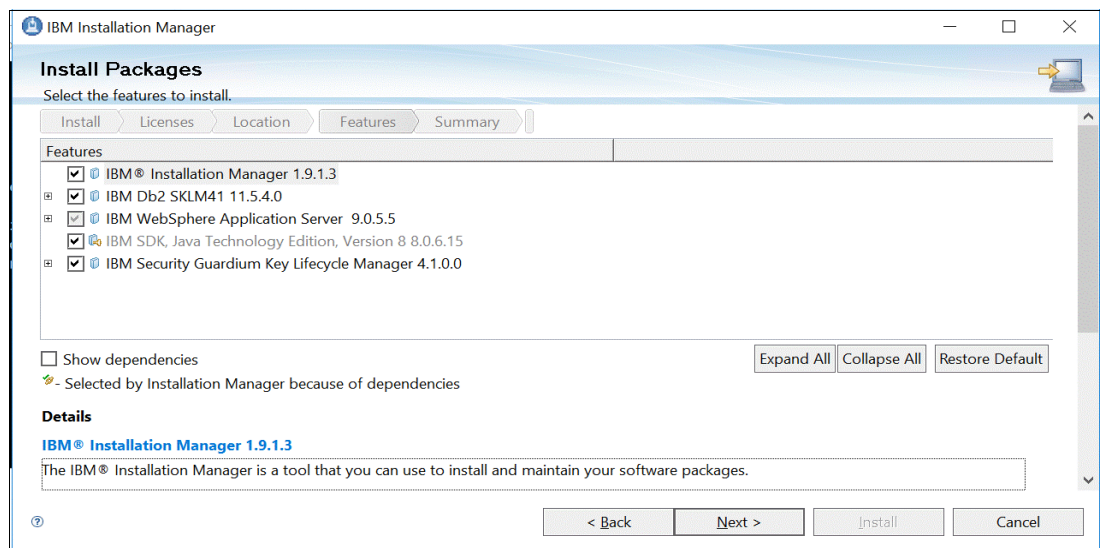 IBM Installation Manager
Install Packages
Select the features to install.
Install Licenses Location Features Summary
Features
IBM® Installation Manager 1.9.1.3
IBM Db2 SKLM41 11.5.4.0
IBM WebSphere Application Server 9.0.5.5
IBM SDK, Java Technology Edition, Version 8 8.0.6.15
IBM Security Guardium Key Lifecycle Manager 4.1.0.0
Show dependencies
Expand All Collapse All Restore Default
- Selected by Installation Manager because of dependencies
Details
IBM® Installation Manager 1.9.1.3
The IBM® Installation Manager is a tool that you can use to install and maintain your software packages.
? < Back Next > Install Cancel